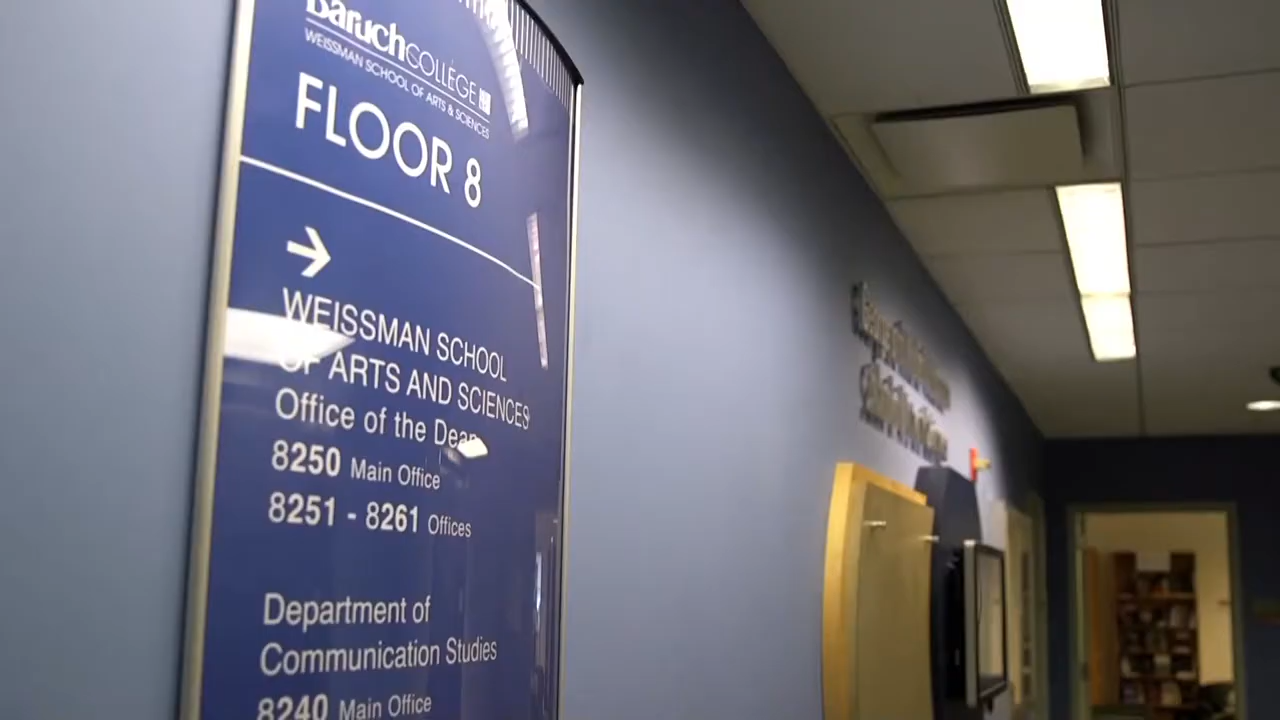 BaruchCOLLEGE
WEISSMAN SCHOOL OF ARTS & SCIENCES
FLOOR 8
WEISSMAN SCHOOL
OF ARTS AND SCIENCES
Office of the Dean
8250 Main Office
8251 - 8261 Offices
Department of
Communication Studies
8240 Main Office